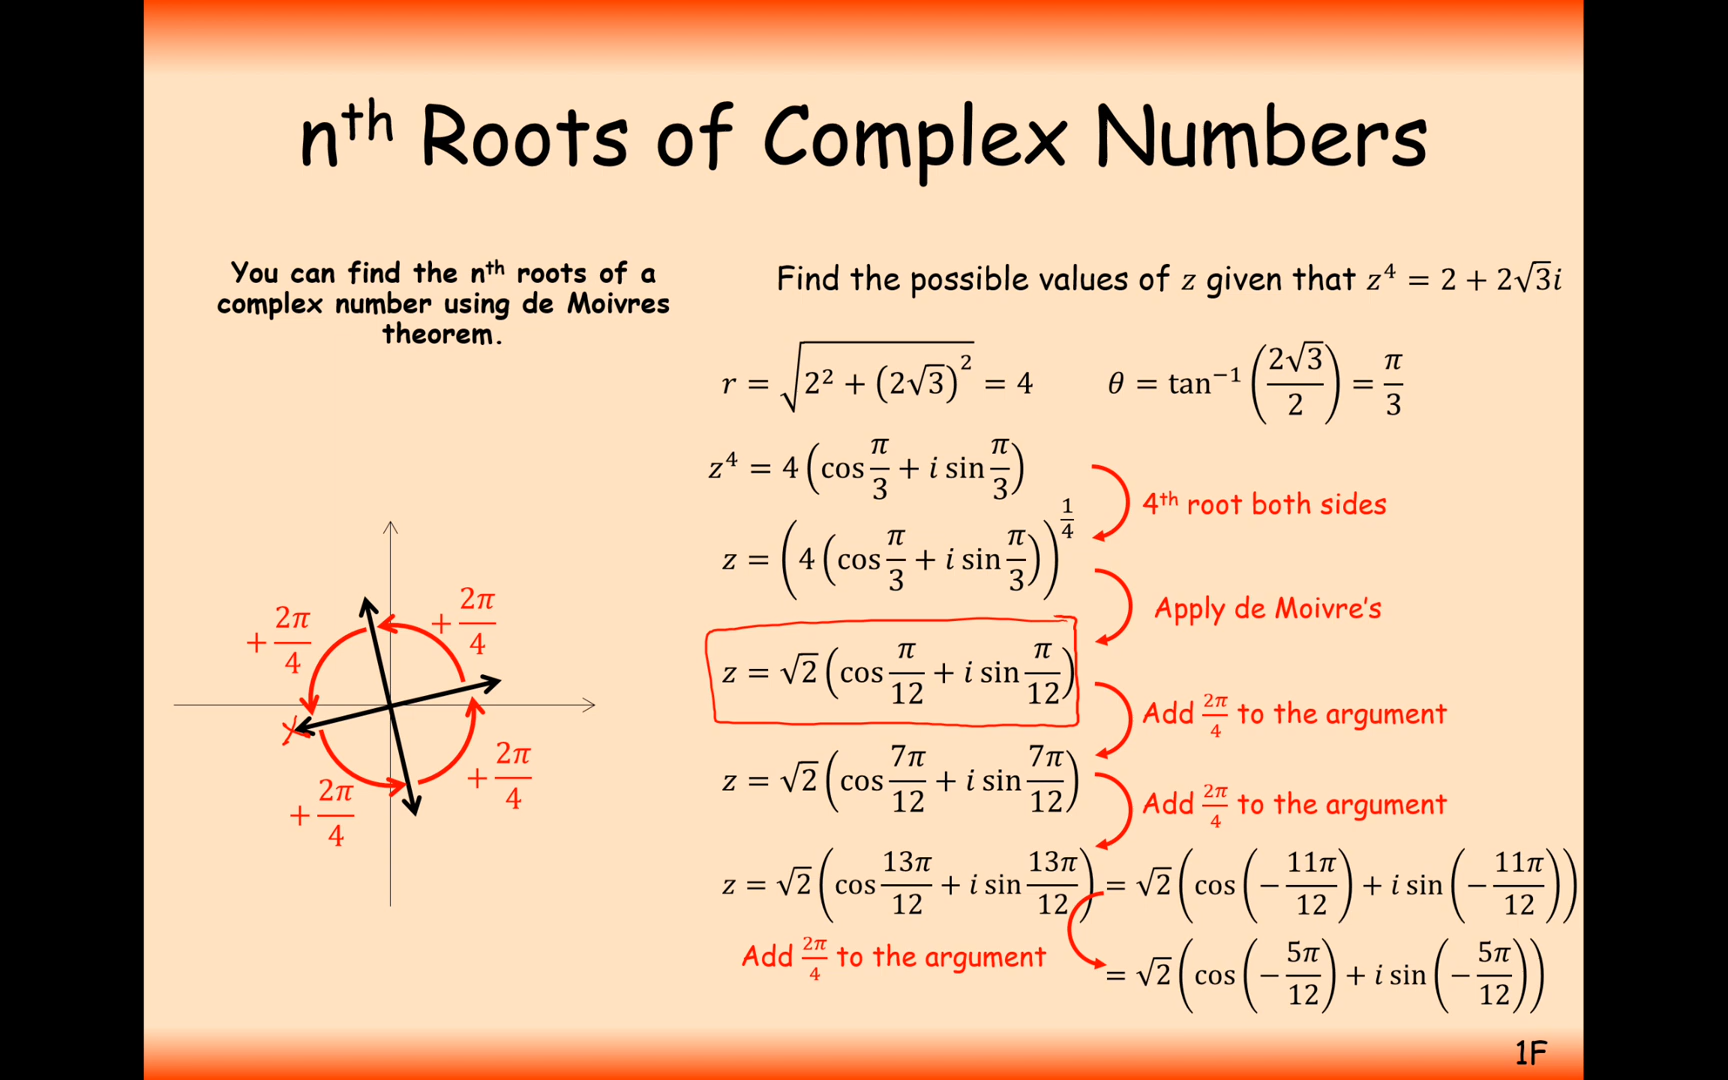 nᵗʰ Roots of Complex Numbers
You can find the nᵗʰ roots of a
complex number using de Moivres
theorem.
Find the possible values of z given that z⁴ = 2 + 2√3i
r = √(2² + (2√3)²) = 4
θ = tan⁻¹(2√3/2) = π/3
z⁴ = 4(cos π/3 + i sin π/3)
4ᵗʰ root both sides
z = (4(cos π/3 + i sin π/3))^(1/4)
Apply de Moivre's
z = √2(cos π/12 + i sin π/12)
Add 2π/4 to the argument
z = √2(cos 7π/12 + i sin 7π/12)
Add 2π/4 to the argument
z = √2(cos 13π/12 + i sin 13π/12) = √2(cos(−11π/12) + i sin(−11π/12))
Add 2π/4 to the argument
= √2(cos(−5π/12) + i sin(−5π/12))
+ 2π/4
+ 2π/4
+ 2π/4
+ 2π/4
1F